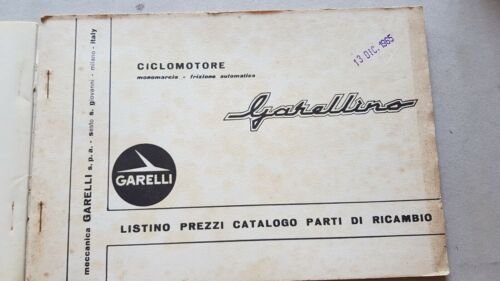 CICLOMOTORE
monomarcia - frizione automatica
13 DIC. 1965
Garellino
GARELLI
LISTINO PREZZI CATALOGO PARTI DI RICAMBIO
meccanica GARELLI s.p.a. - sesto s. giovanni - milano - italy